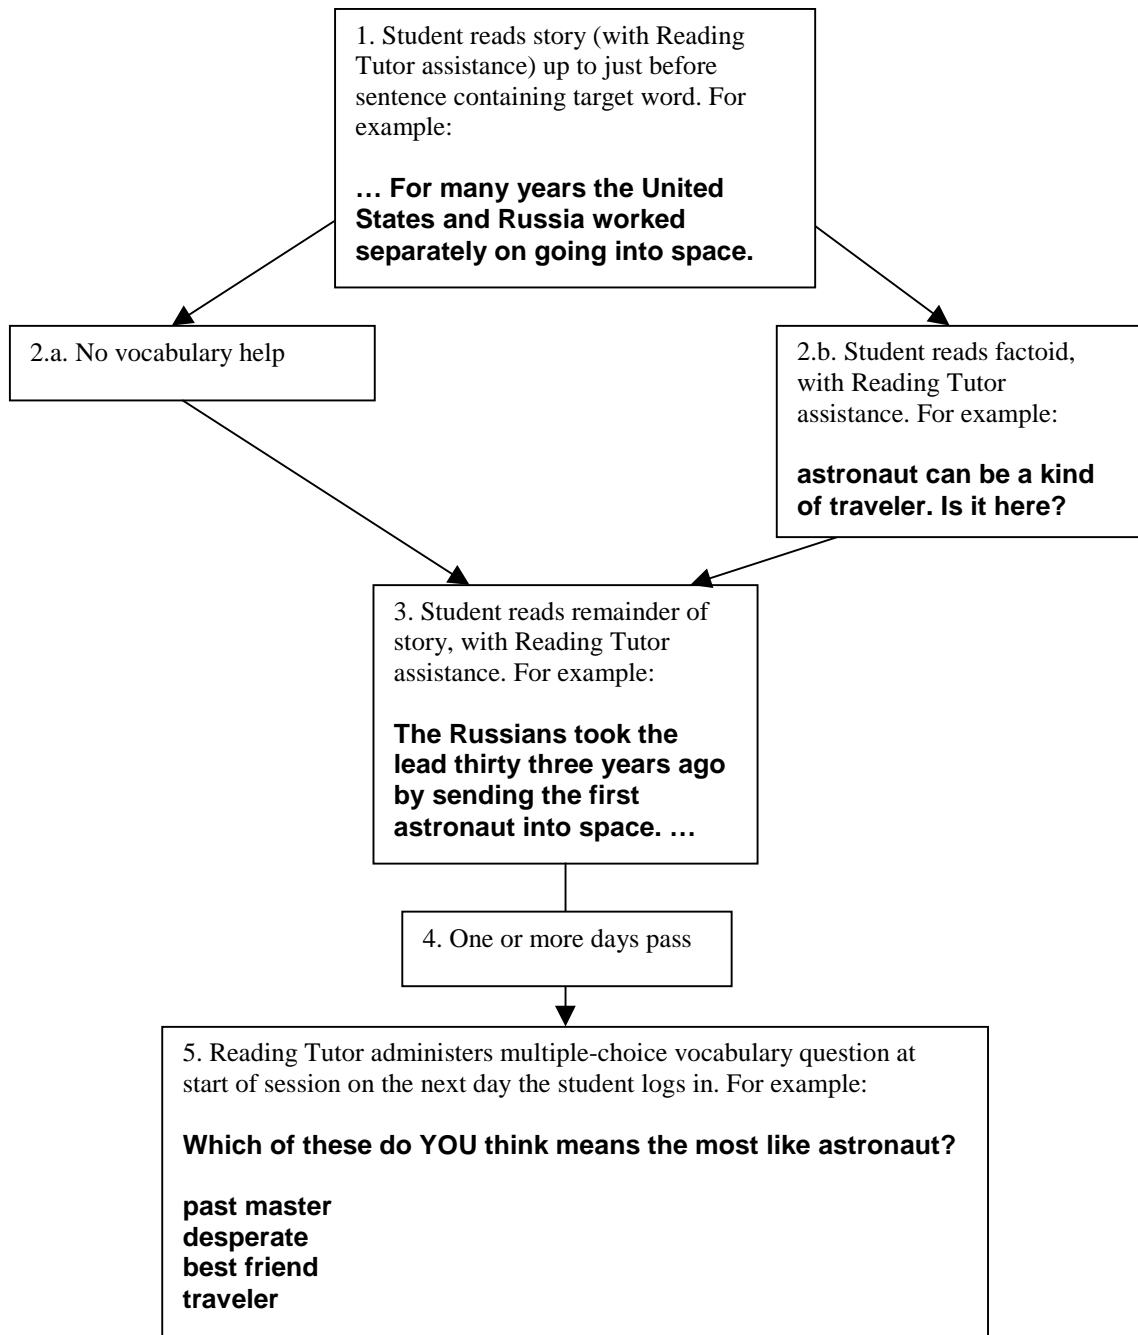 1. Student reads story (with Reading
Tutor assistance) up to just before
sentence containing target word. For
example:
… For many years the United
States and Russia worked
separately on going into space.
2.a. No vocabulary help
2.b. Student reads factoid,
with Reading Tutor
assistance. For example:
astronaut can be a kind
of traveler. Is it here?
3. Student reads remainder of
story, with Reading Tutor
assistance. For example:
The Russians took the
lead thirty three years ago
by sending the first
astronaut into space. …
4. One or more days pass
5. Reading Tutor administers multiple-choice vocabulary question at
start of session on the next day the student logs in. For example:
Which of these do YOU think means the most like astronaut?
past master
desperate
best friend
traveler